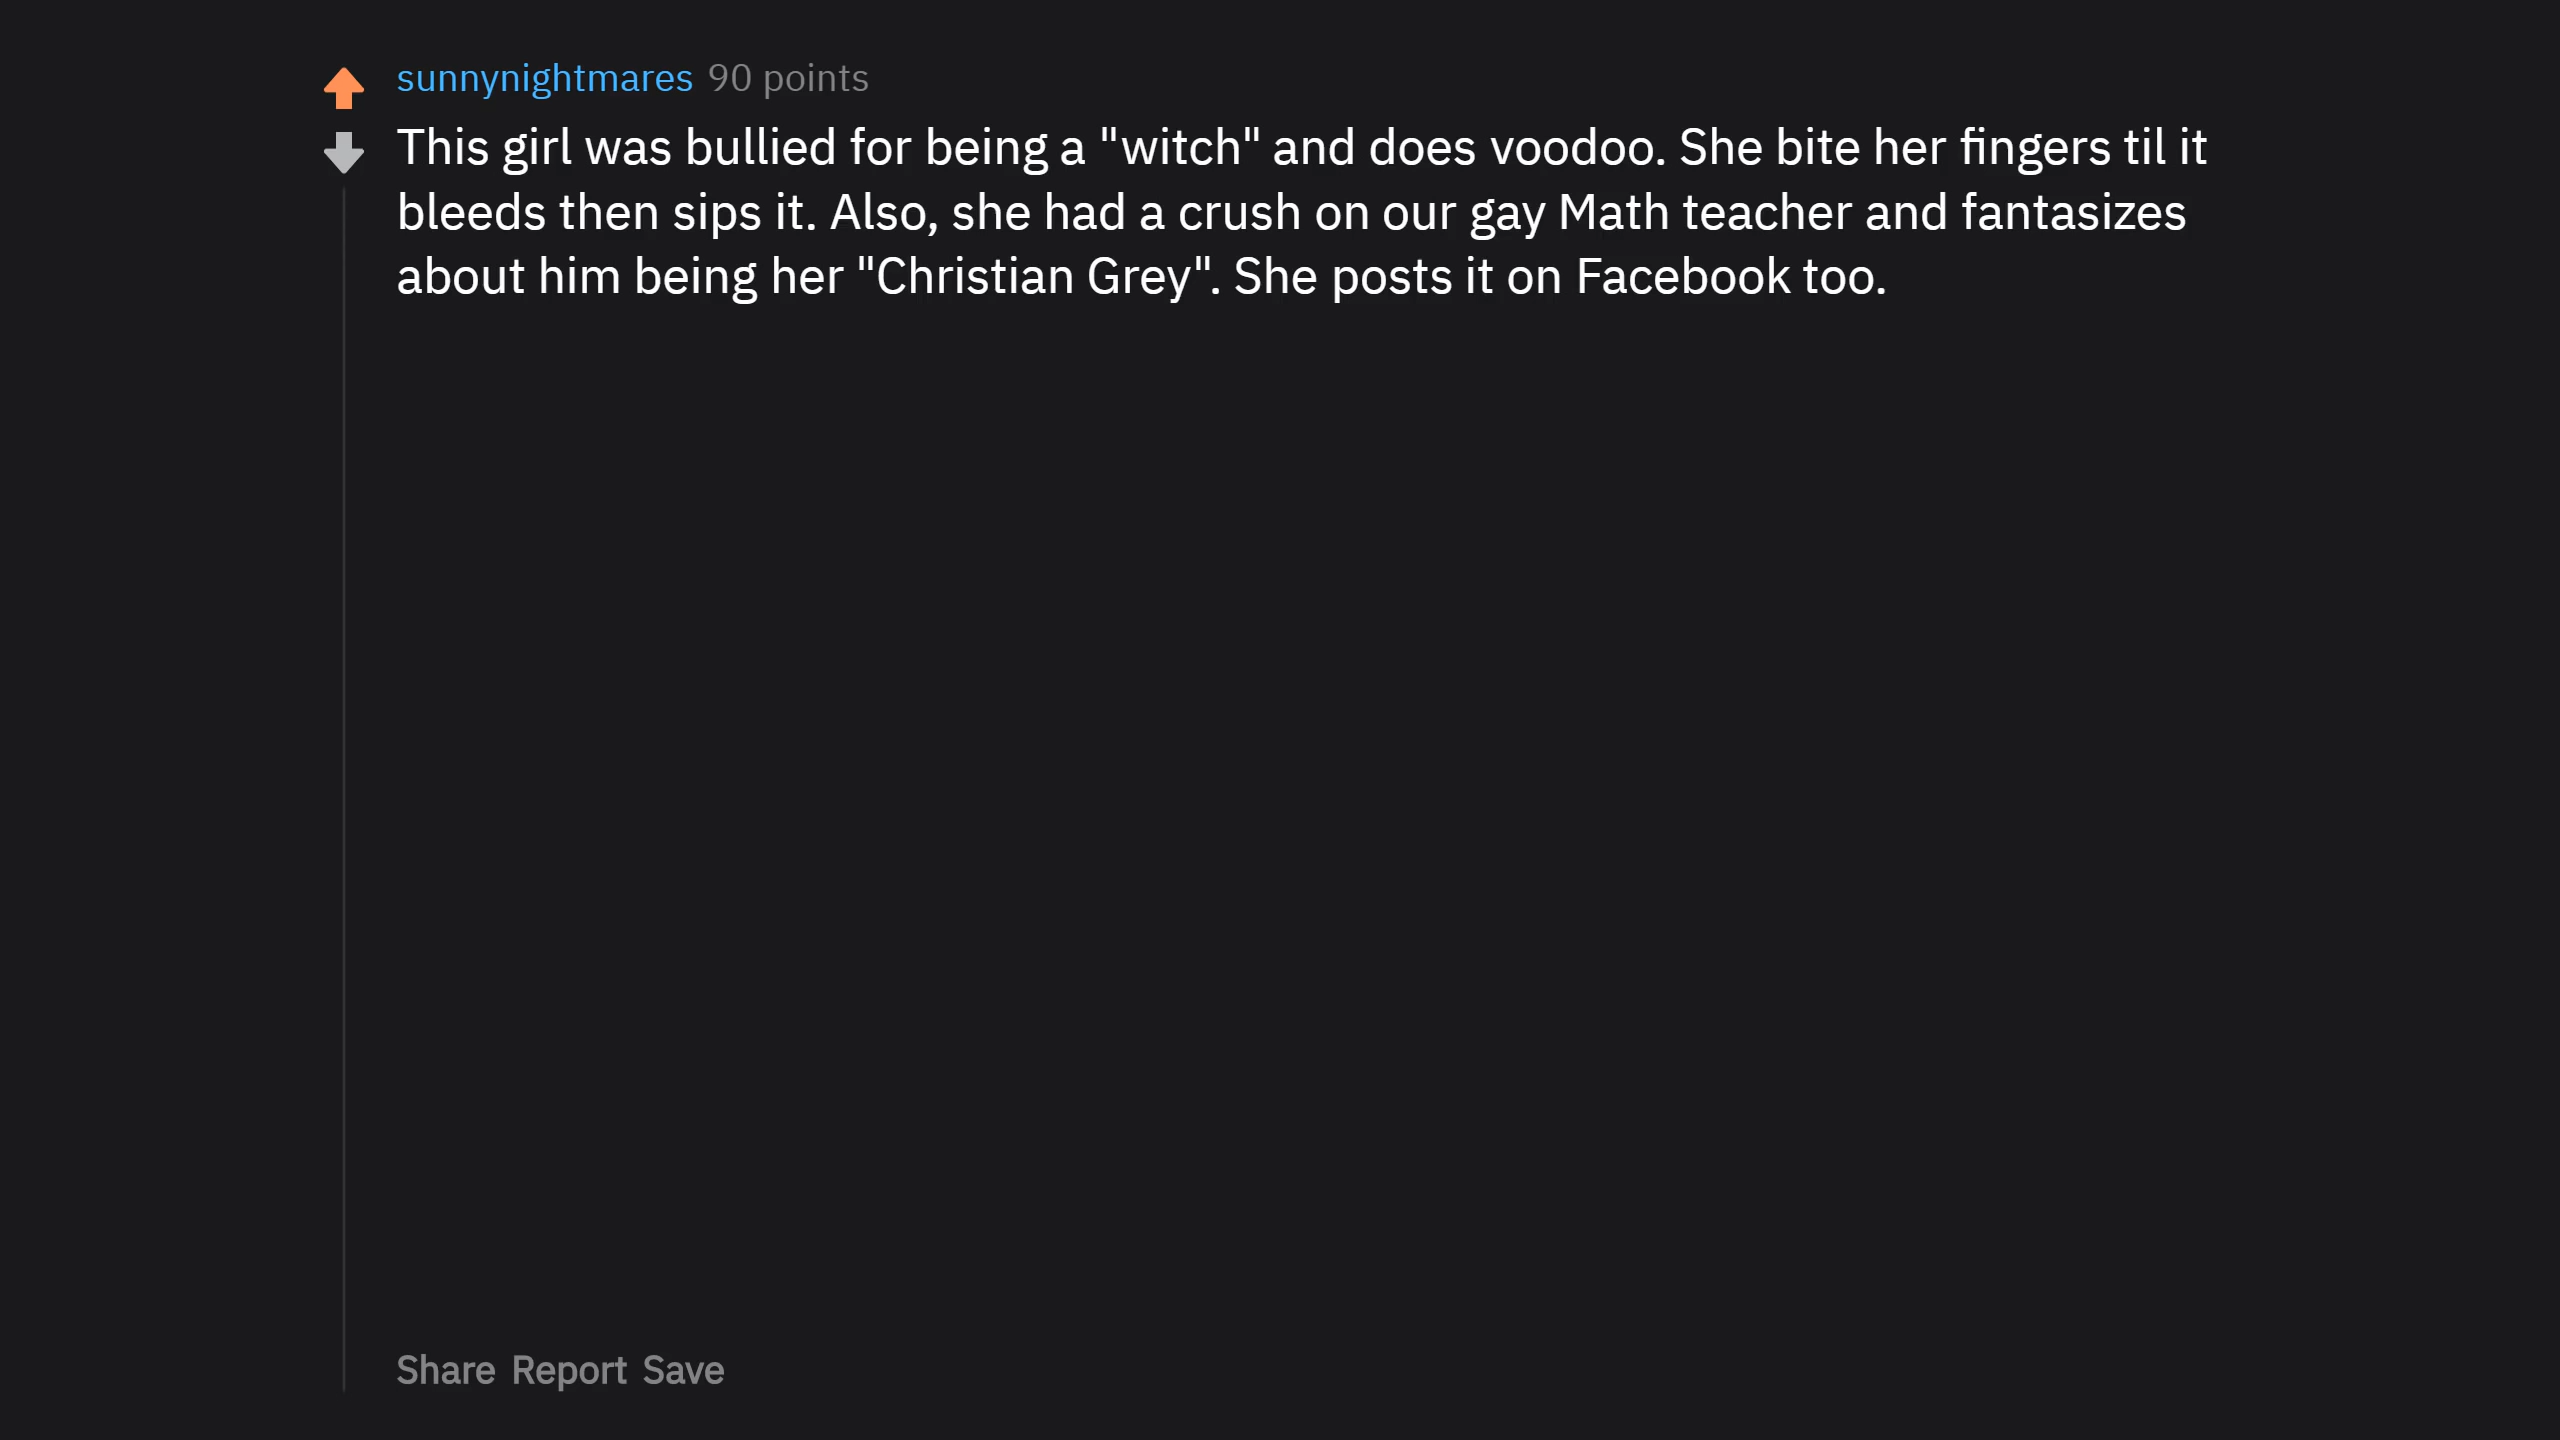 sunnynightmares 90 points
This girl was bullied for being a "witch" and does voodoo. She bite her fingers til it
bleeds then sips it. Also, she had a crush on our gay Math teacher and fantasizes
about him being her "Christian Grey". She posts it on Facebook too.
Share Report Save